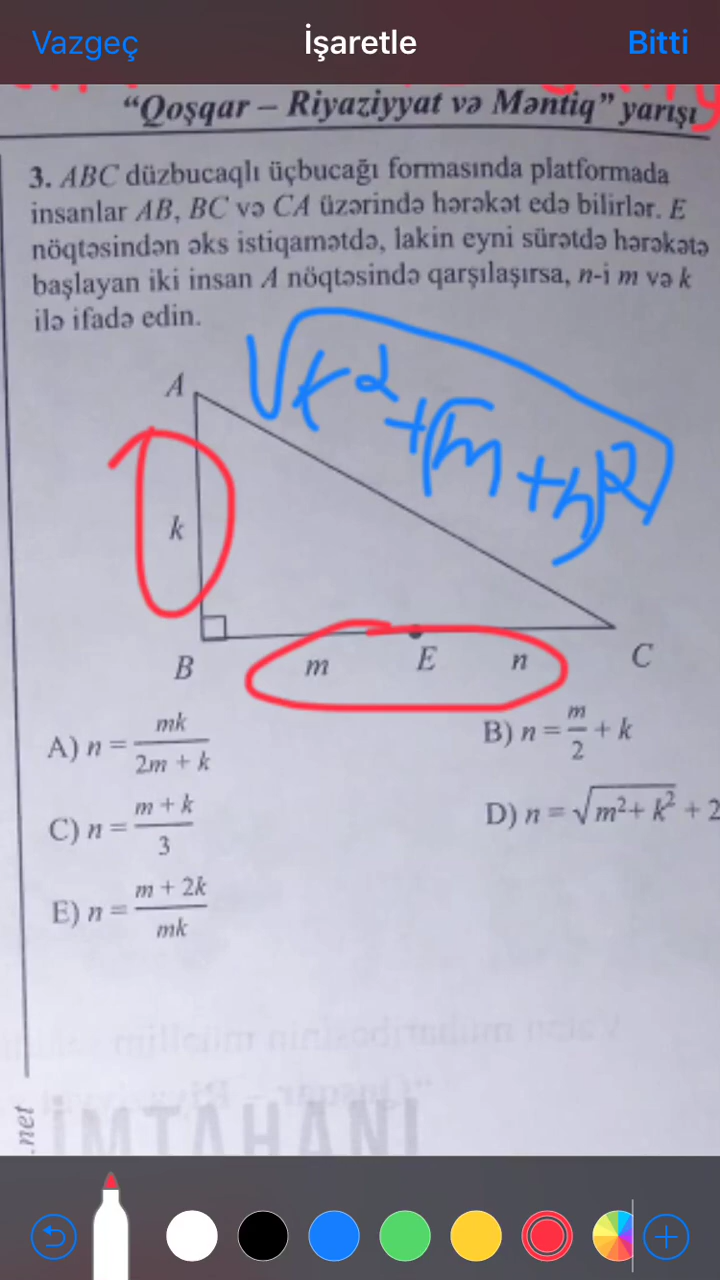 Vazgeç İşaretle Bitti
“Qoşqar – Riyaziyyat və Məntiq” yarışı
3. ABC düzbucaqlı üçbucağı formasında platformada
insanlar AB, BC və CA üzərində hərəkət edə bilirlər. E
nöqtəsindən əks istiqamətdə, lakin eyni sürətdə hərəkətə
başlayan iki insan A nöqtəsində qarşılaşırsa, n-i m və k
ilə ifadə edin.
√k²+(m+n)²
A
k
B m E n C
A) n = mk / 2m + k
B) n = m / 2 + k
C) n = m + k / 3
D) n = √m²+ k² + 2
E) n = m + 2k / mk
.net
İMTAHANI